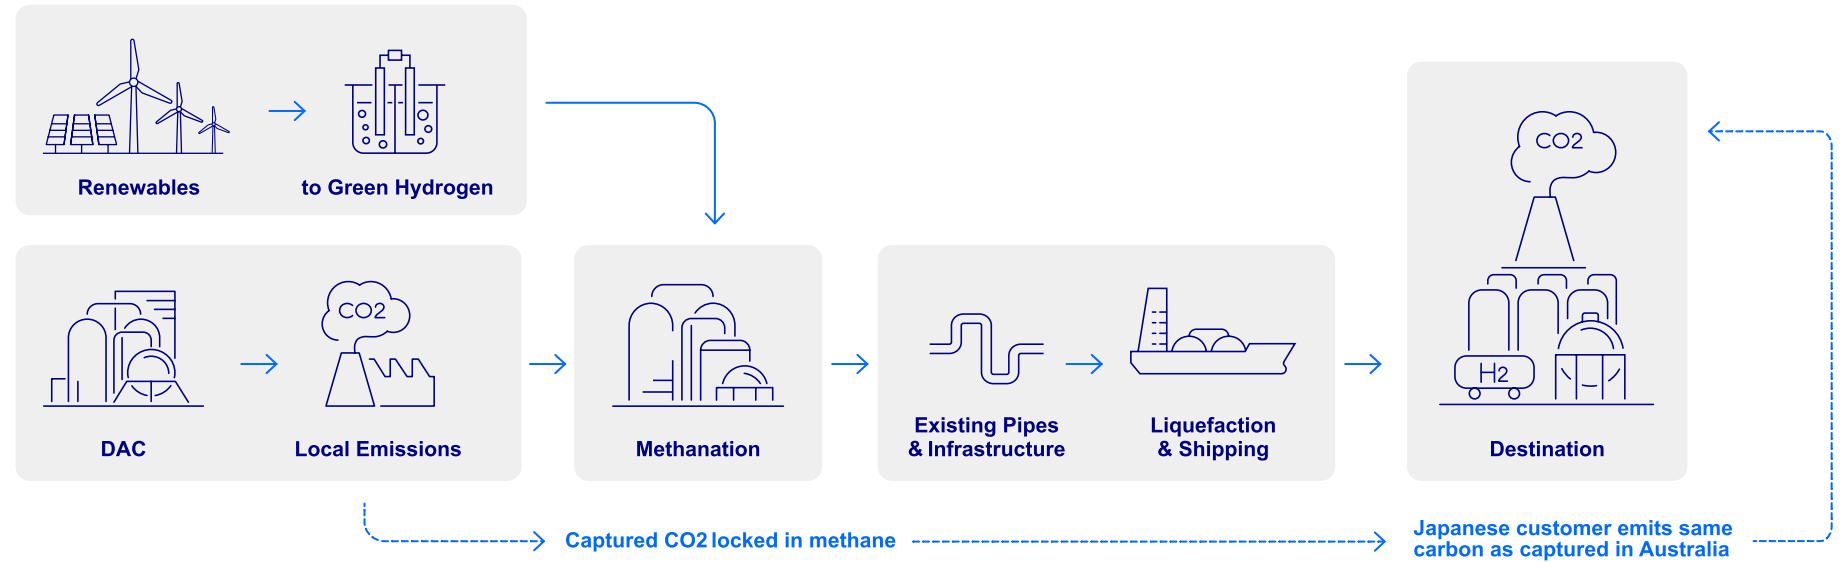 Renewables
to Green Hydrogen
CO2
DAC
Local Emissions
Methanation
Existing Pipes
& Infrastructure
Liquefaction
& Shipping
CO2
H2
Destination
Captured CO2 locked in methane
Japanese customer emits same
carbon as captured in Australia